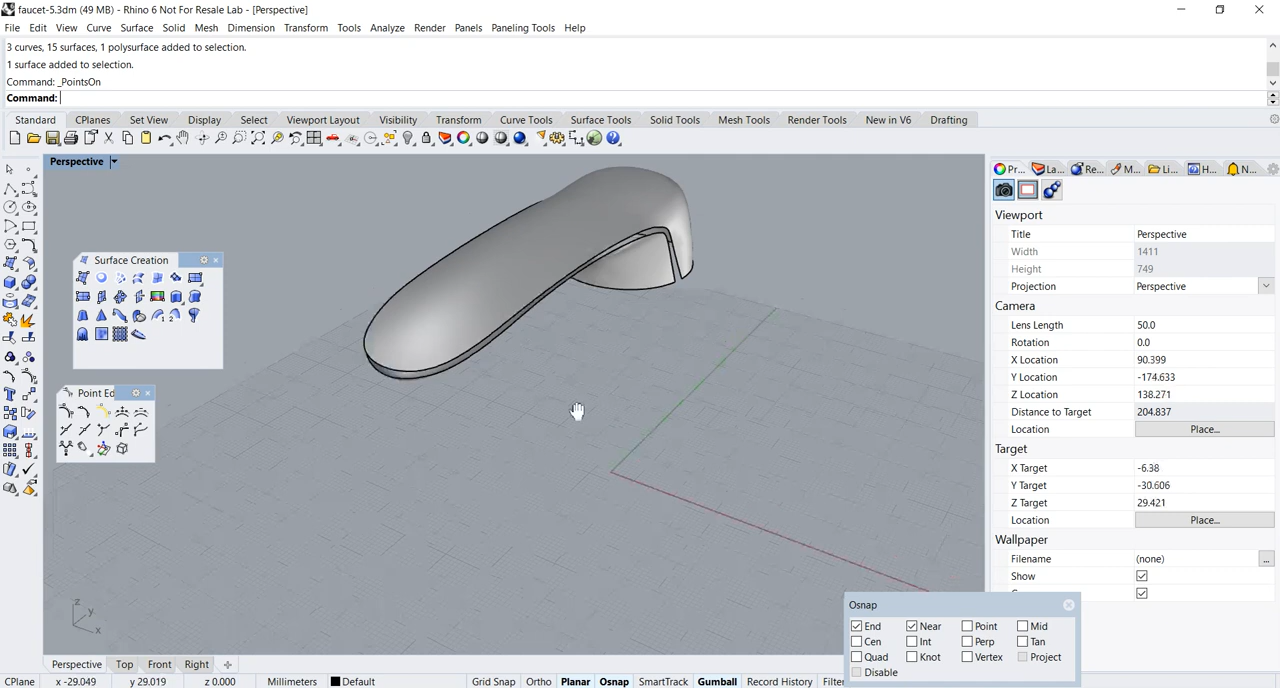 faucet-5.3dm (49 MB) - Rhino 6 Not For Resale Lab - [Perspective]
File Edit View Curve Surface Solid Mesh Dimension Transform Tools Analyze Render Panels Paneling Tools Help
3 curves, 15 surfaces, 1 polysurface added to selection.
1 surface added to selection.
Command: _PointsOn
Command:
Standard CPlanes Set View Display Select Viewport Layout Visibility Transform Curve Tools Surface Tools Solid Tools Mesh Tools Render Tools New in V6 Drafting
Perspective
Pr... La... Re... M... Li... H... N...
Viewport
Title Perspective
Width 1411
Height 749
Projection Perspective
Camera
Lens Length 50.0
Rotation 0.0
X Location 90.399
Y Location -174.633
Z Location 138.271
Distance to Target 204.837
Location Place...
Target
X Target -6.38
Y Target -30.606
Z Target 29.421
Location Place...
Wallpaper
Filename (none) ...
Show
Surface Creation
1 2
Point Ed
Osnap
End Near Point Mid
Cen Int Perp Tan
Quad Knot Vertex Project
Disable
z
y
x
Perspective Top Front Right
CPlane x -29.049 y 29.019 z 0.000 Millimeters Default Grid Snap Ortho Planar Osnap SmartTrack Gumball Record History Filter